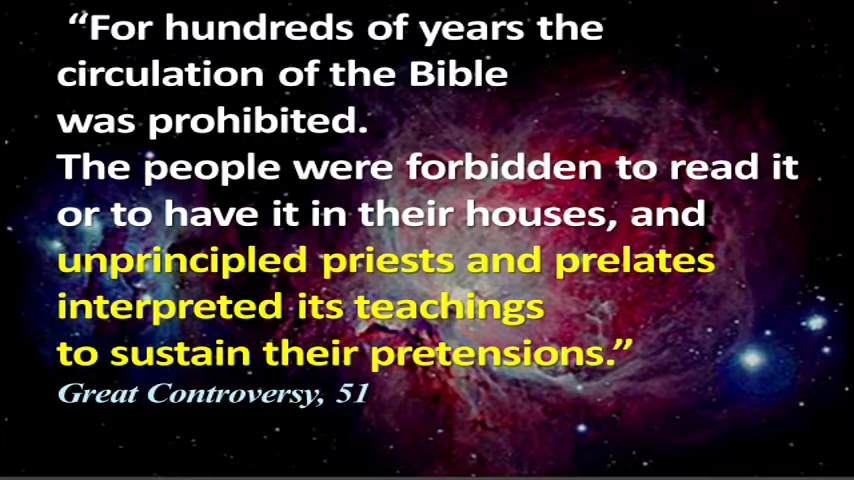 “For hundreds of years the
circulation of the Bible
was prohibited.
The people were forbidden to read it
or to have it in their houses, and
unprincipled priests and prelates
interpreted its teachings
to sustain their pretensions.”
Great Controversy, 51